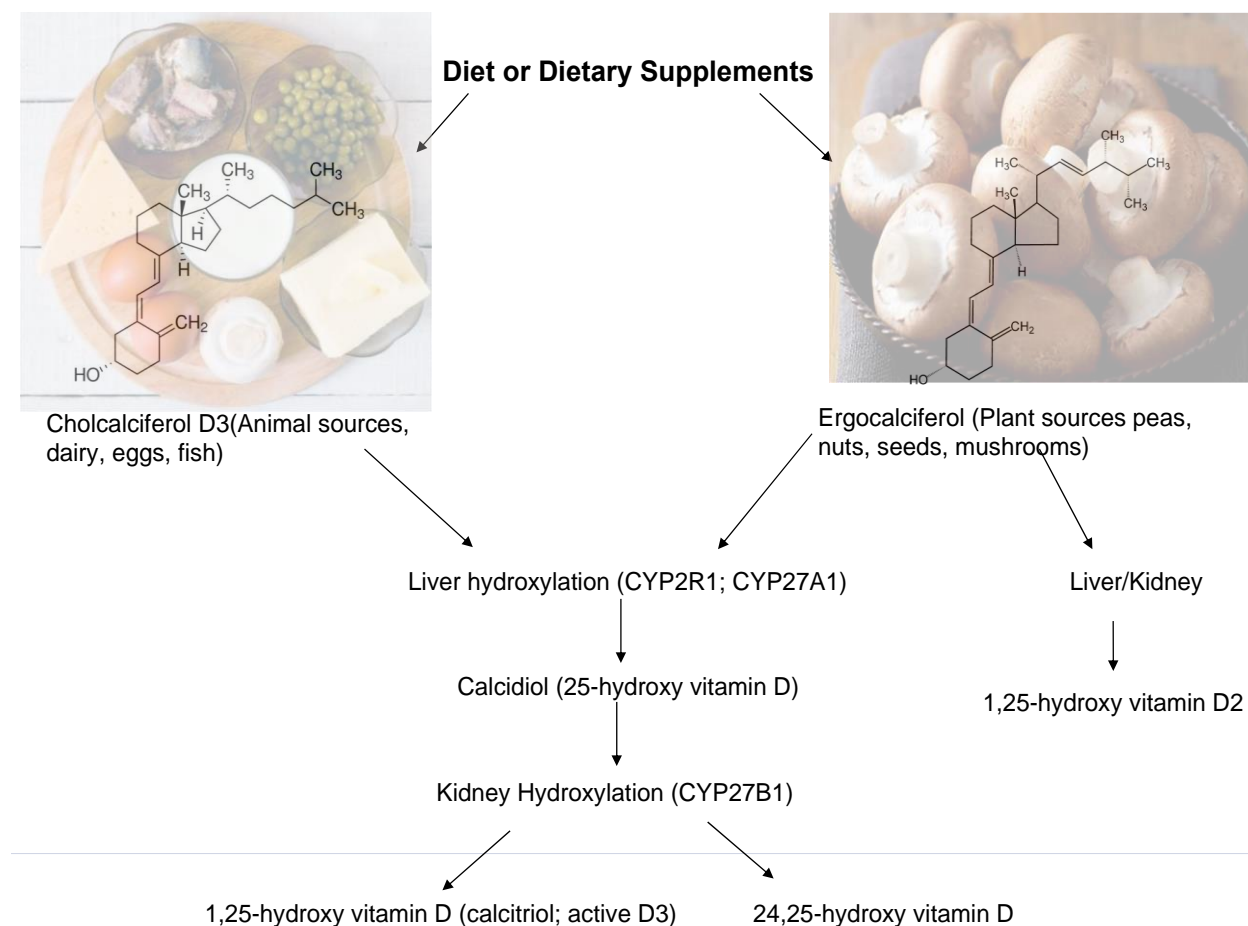 Diet or Dietary Supplements
CH₃
CH₃
CH₃
CH₃
H
H
CH₂
HO
H₃C
CH₃
CH₃
CH₃
H₃C
H
CH₂
HO
Cholcalciferol D3(Animal sources,
dairy, eggs, fish)
Ergocalciferol (Plant sources peas,
nuts, seeds, mushrooms)
Liver hydroxylation (CYP2R1; CYP27A1)
Liver/Kidney
Calcidiol (25-hydroxy vitamin D)
1,25-hydroxy vitamin D2
Kidney Hydroxylation (CYP27B1)
1,25-hydroxy vitamin D (calcitriol; active D3)
24,25-hydroxy vitamin D